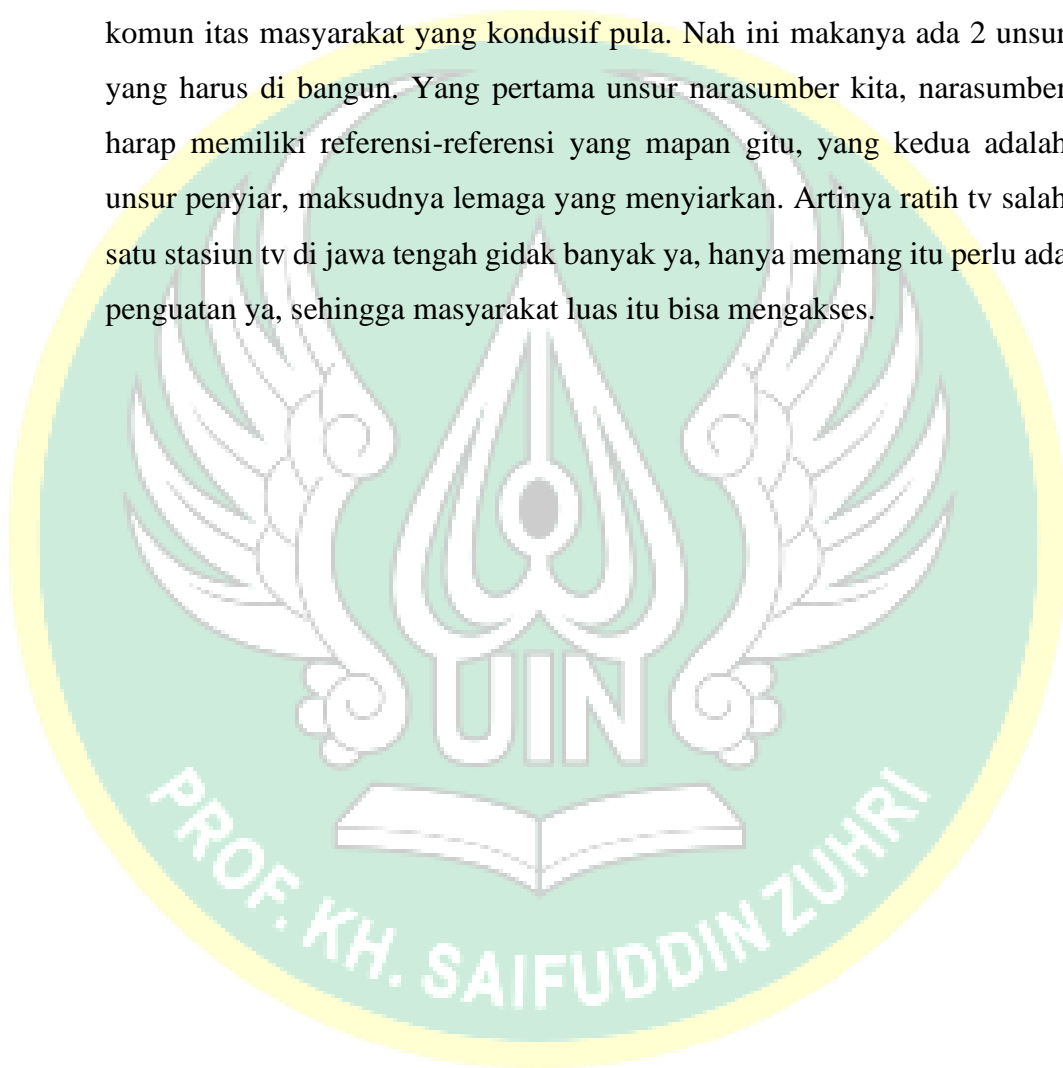 komun itas masyarakat yang kondusif pula. Nah ini makanya ada 2 unsur
yang harus di bangun. Yang pertama unsur narasumber kita, narasumber
harap memiliki referensi-referensi yang mapan gitu, yang kedua adalah
unsur penyiar, maksudnya lemaga yang menyiarkan. Artinya ratih tv salah
satu stasiun tv di jawa tengah gidak banyak ya, hanya memang itu perlu ada
penguatan ya, sehingga masyarakat luas itu bisa mengakses.
UIN
PROF. KH. SAIFUDDIN ZUHRI